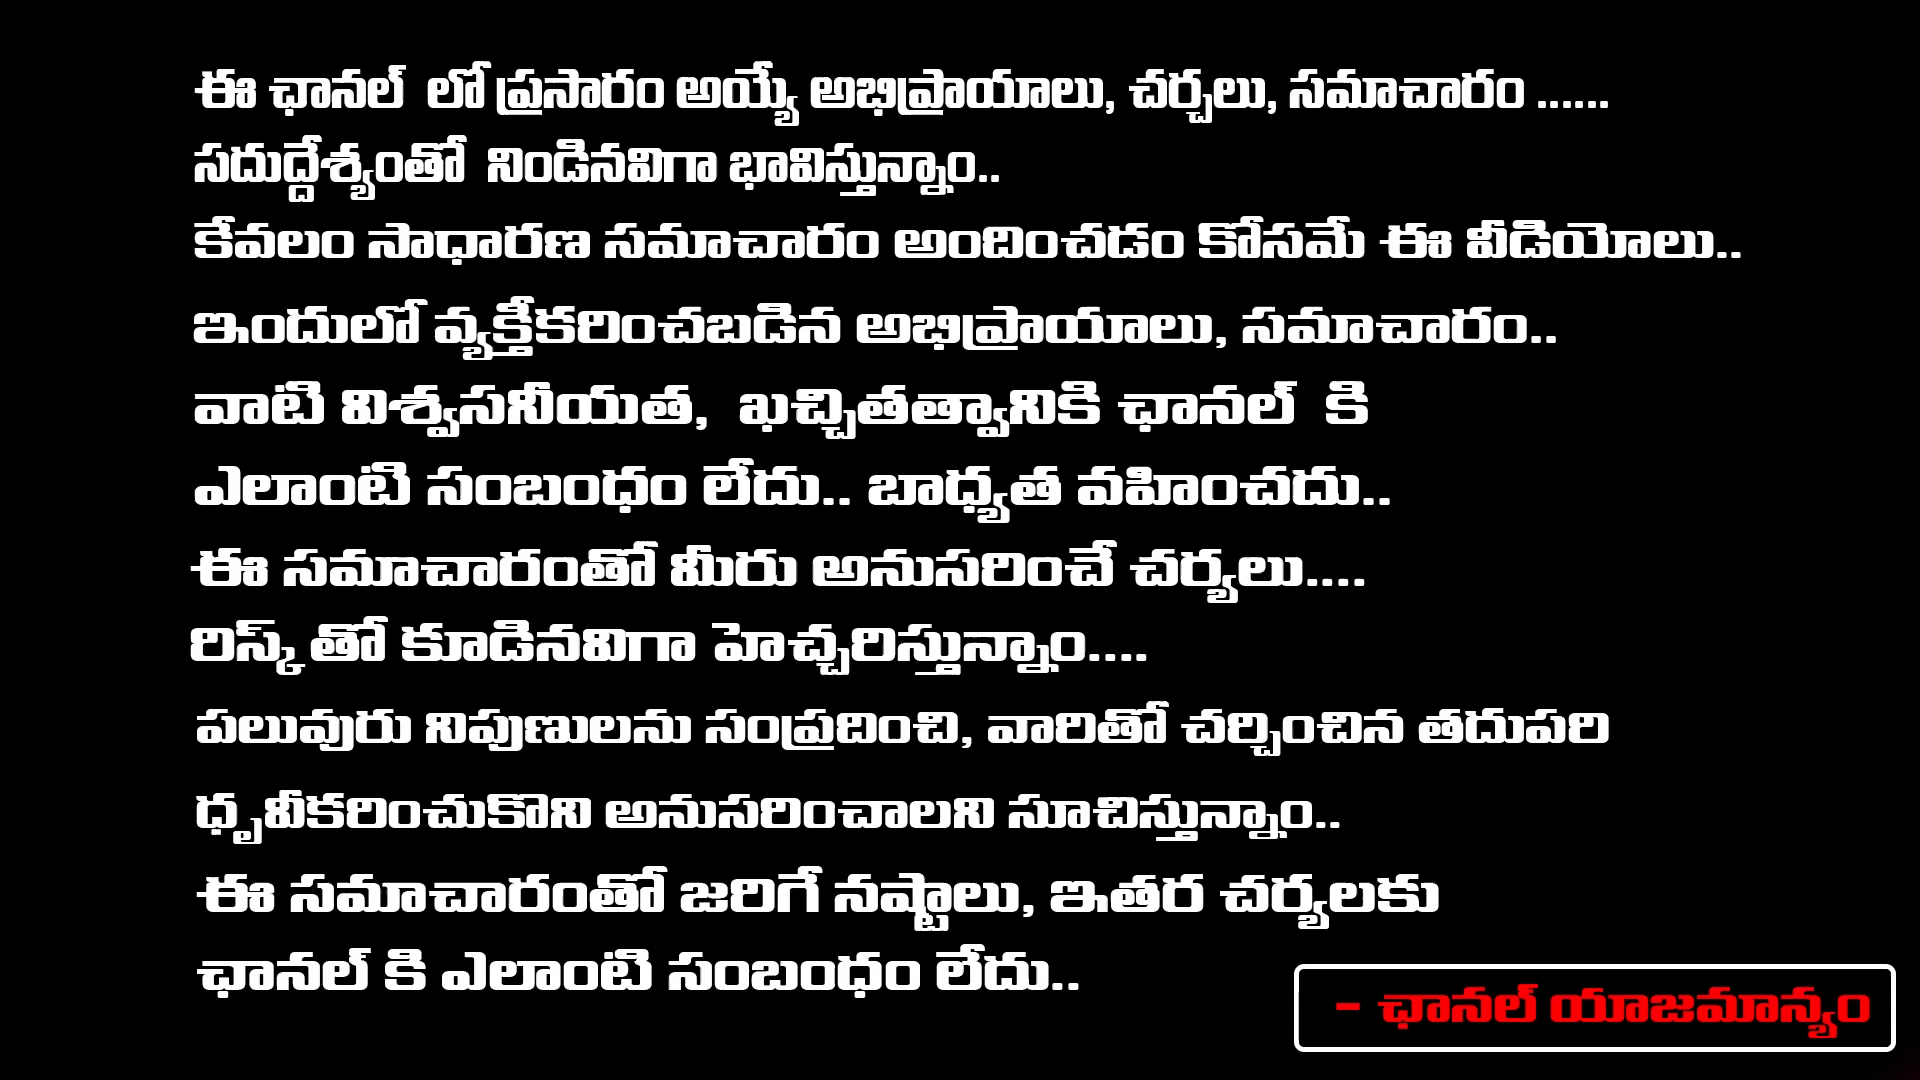 ఈ ఛానల్ లో ప్రసారం అయ్యే అభిప్రాయాలు, చర్చలు, సమాచారం ......
సదుద్దేశ్యంతో నిండినవిగా భావిస్తున్నాం..
కేవలం సాధారణ సమాచారం అందించడం కోసమే ఈ వీడియోలు..
ఇందులో వ్యక్తీకరించబడిన అభిప్రాయాలు, సమాచారం..
వాటి విశ్వసనీయత, ఖచ్చితత్వానికి ఛానల్ కి
ఎలాంటి సంబంధం లేదు.. బాధ్యత వహించదు..
ఈ సమాచారంతో మీరు అనుసరించే చర్యలు....
రిస్క్ తో కూడినవిగా హెచ్చరిస్తున్నాం....
పలువురు నిపుణులను సంప్రదించి, వారితో చర్చించిన తదుపరి
ధృవీకరించుకొని అనుసరించాలని సూచిస్తున్నాం..
ఈ సమాచారంతో జరిగే నష్టాలు, ఇతర చర్యలకు
ఛానల్ కి ఎలాంటి సంబంధం లేదు..
- ఛానల్ యాజమాన్యం